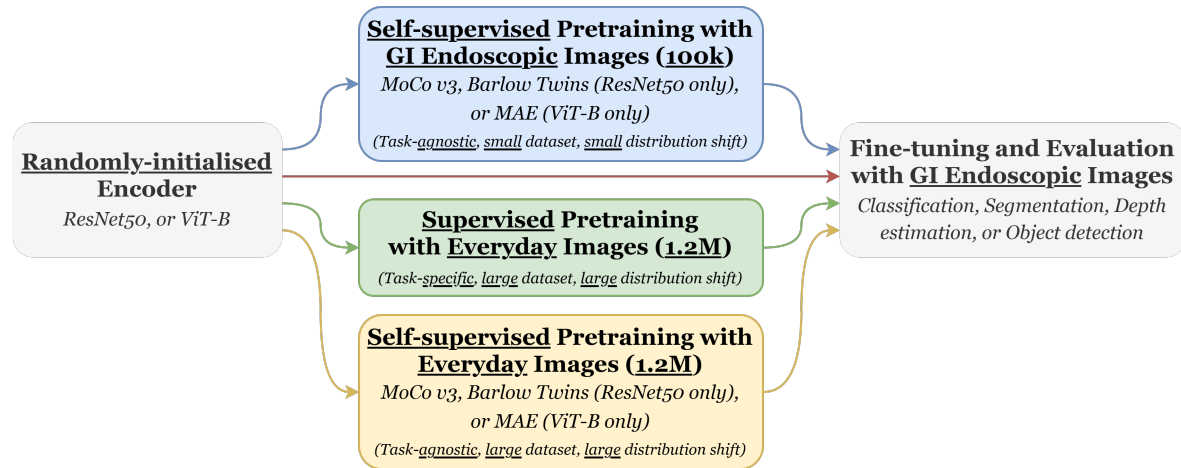 Self-supervised Pretraining with
GI Endoscopic Images (100k)
MoCo v3, Barlow Twins (ResNet50 only),
or MAE (ViT-B only)
(Task-agnostic, small dataset, small distribution shift)
Randomly-initialised
Encoder
ResNet50, or ViT-B
Supervised Pretraining
with Everyday Images (1.2M)
(Task-specific, large dataset, large distribution shift)
Self-supervised Pretraining with
Everyday Images (1.2M)
MoCo v3, Barlow Twins (ResNet50 only),
or MAE (ViT-B only)
(Task-agnostic, large dataset, large distribution shift)
Fine-tuning and Evaluation
with GI Endoscopic Images
Classification, Segmentation, Depth
estimation, or Object detection